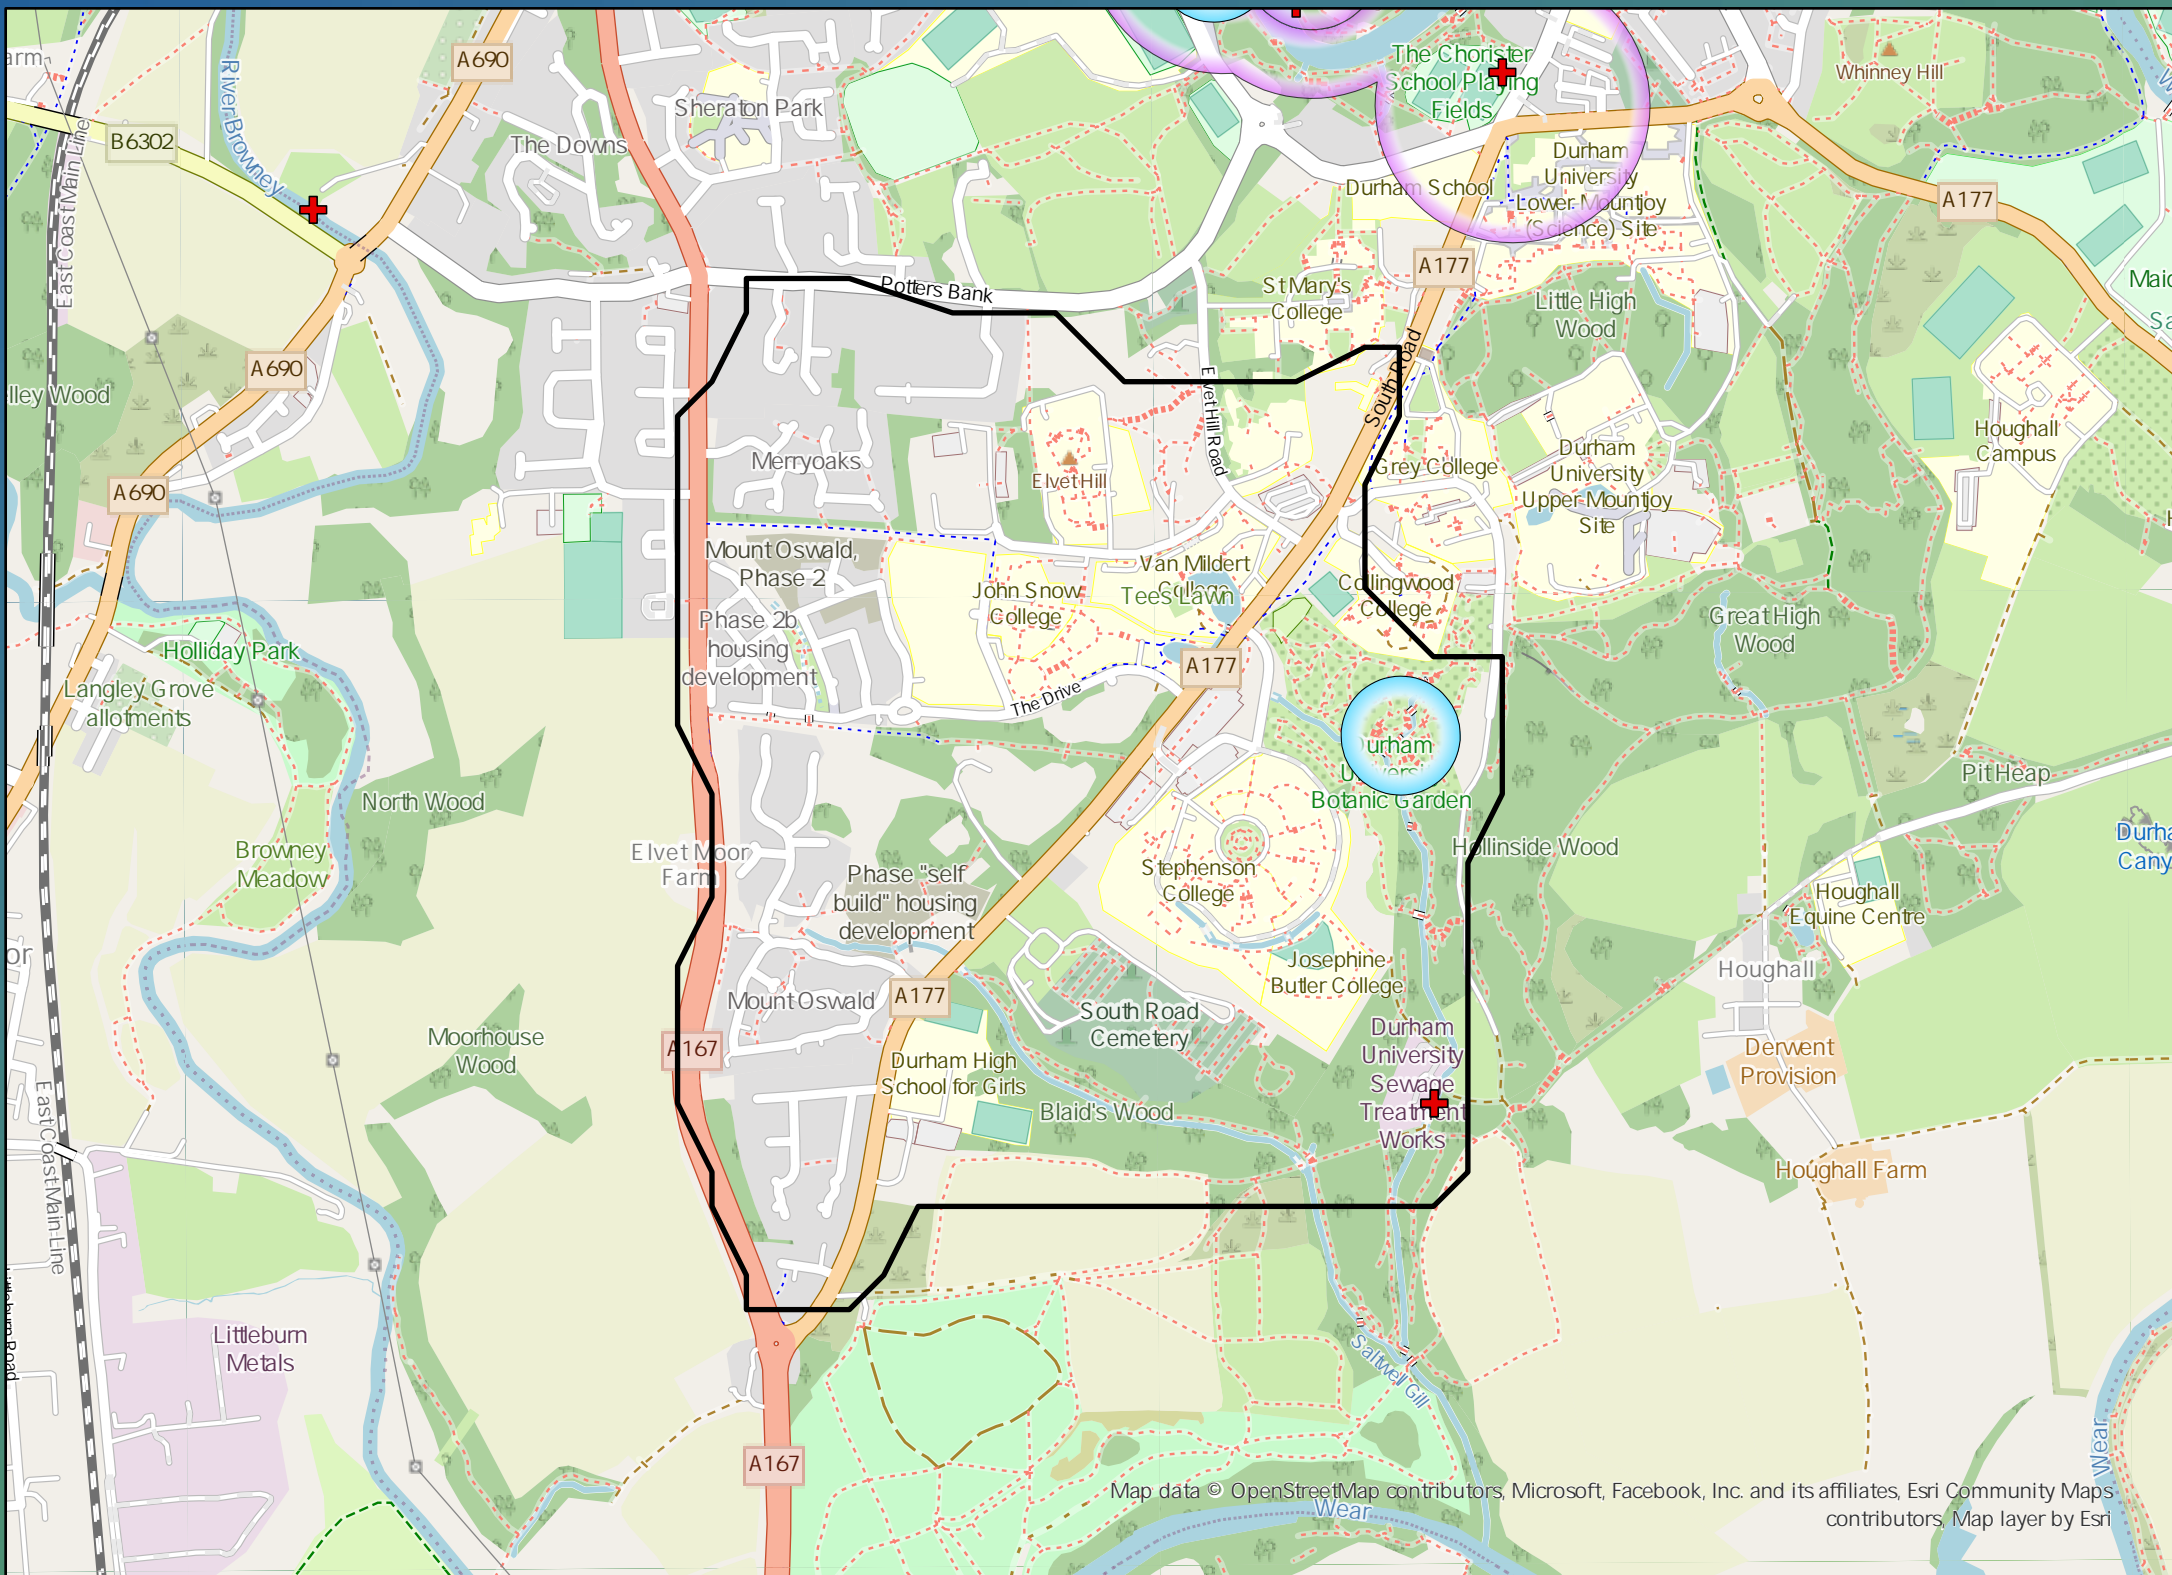 A690
The Chorister
School Playing
Fields
Whinney Hill
Sheraton Park
The Downs
B6302
River Browney
East Coast Main Line
Durham
University
Lower Mountjoy
(Science) Site
Durham School
A177
A177
Potters Bank
St Mary's
College
Little High
Wood
A690
South Road
Elvet Hill Road
lley Wood
Merryoaks
Elvet Hill
Grey College
Durham
University
Upper Mountjoy
Site
Houghall
Campus
A690
Mount Oswald,
Phase 2
Van Mildert
College
Tees Lawn
John Snow
College
Collingwood
College
Phase 2b
housing
development
Great High
Wood
Holliday Park
A177
Langley Grove
allotments
The Drive
Botanic Garden
Pit Heap
North Wood
Browney
Meadow
Elvet Moor
Farm
Hollinside Wood
Stephenson
College
Phase "self
build" housing
development
Houghall
Equine Centre
Josephine
Butler College
Houghall
Mount Oswald
A177
South Road
Cemetery
Durham
University
Sewage
Treatment
Works
Moorhouse
Wood
A167
Durham High
School for Girls
Derwent
Provision
Blaid's Wood
Houghall Farm
East Coast Main Line
Littleburn
Metals
Saltwell Gill
A167
Wear
Map data © OpenStreetMap contributors, Microsoft, Facebook, Inc. and its affiliates, Esri Community Maps
contributors, Map layer by Esri
Wear